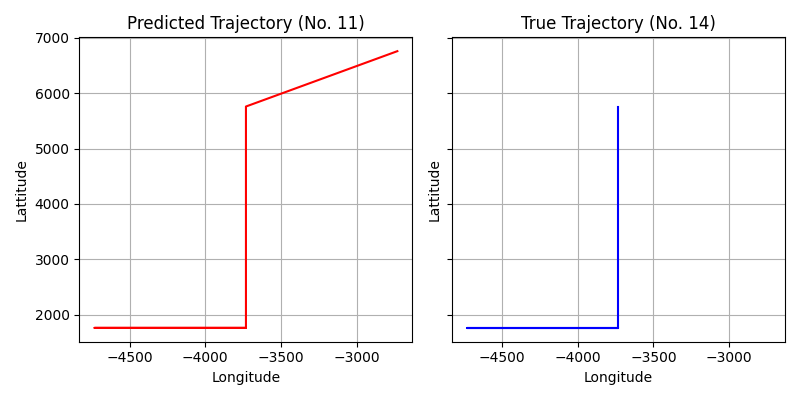 Predicted Trajectory (No. 11)
7000
6000
5000
4000
3000
2000
Lattitude
−4500 −4000 −3500 −3000
Longitude
True Trajectory (No. 14)
Lattitude
−4500 −4000 −3500 −3000
Longitude